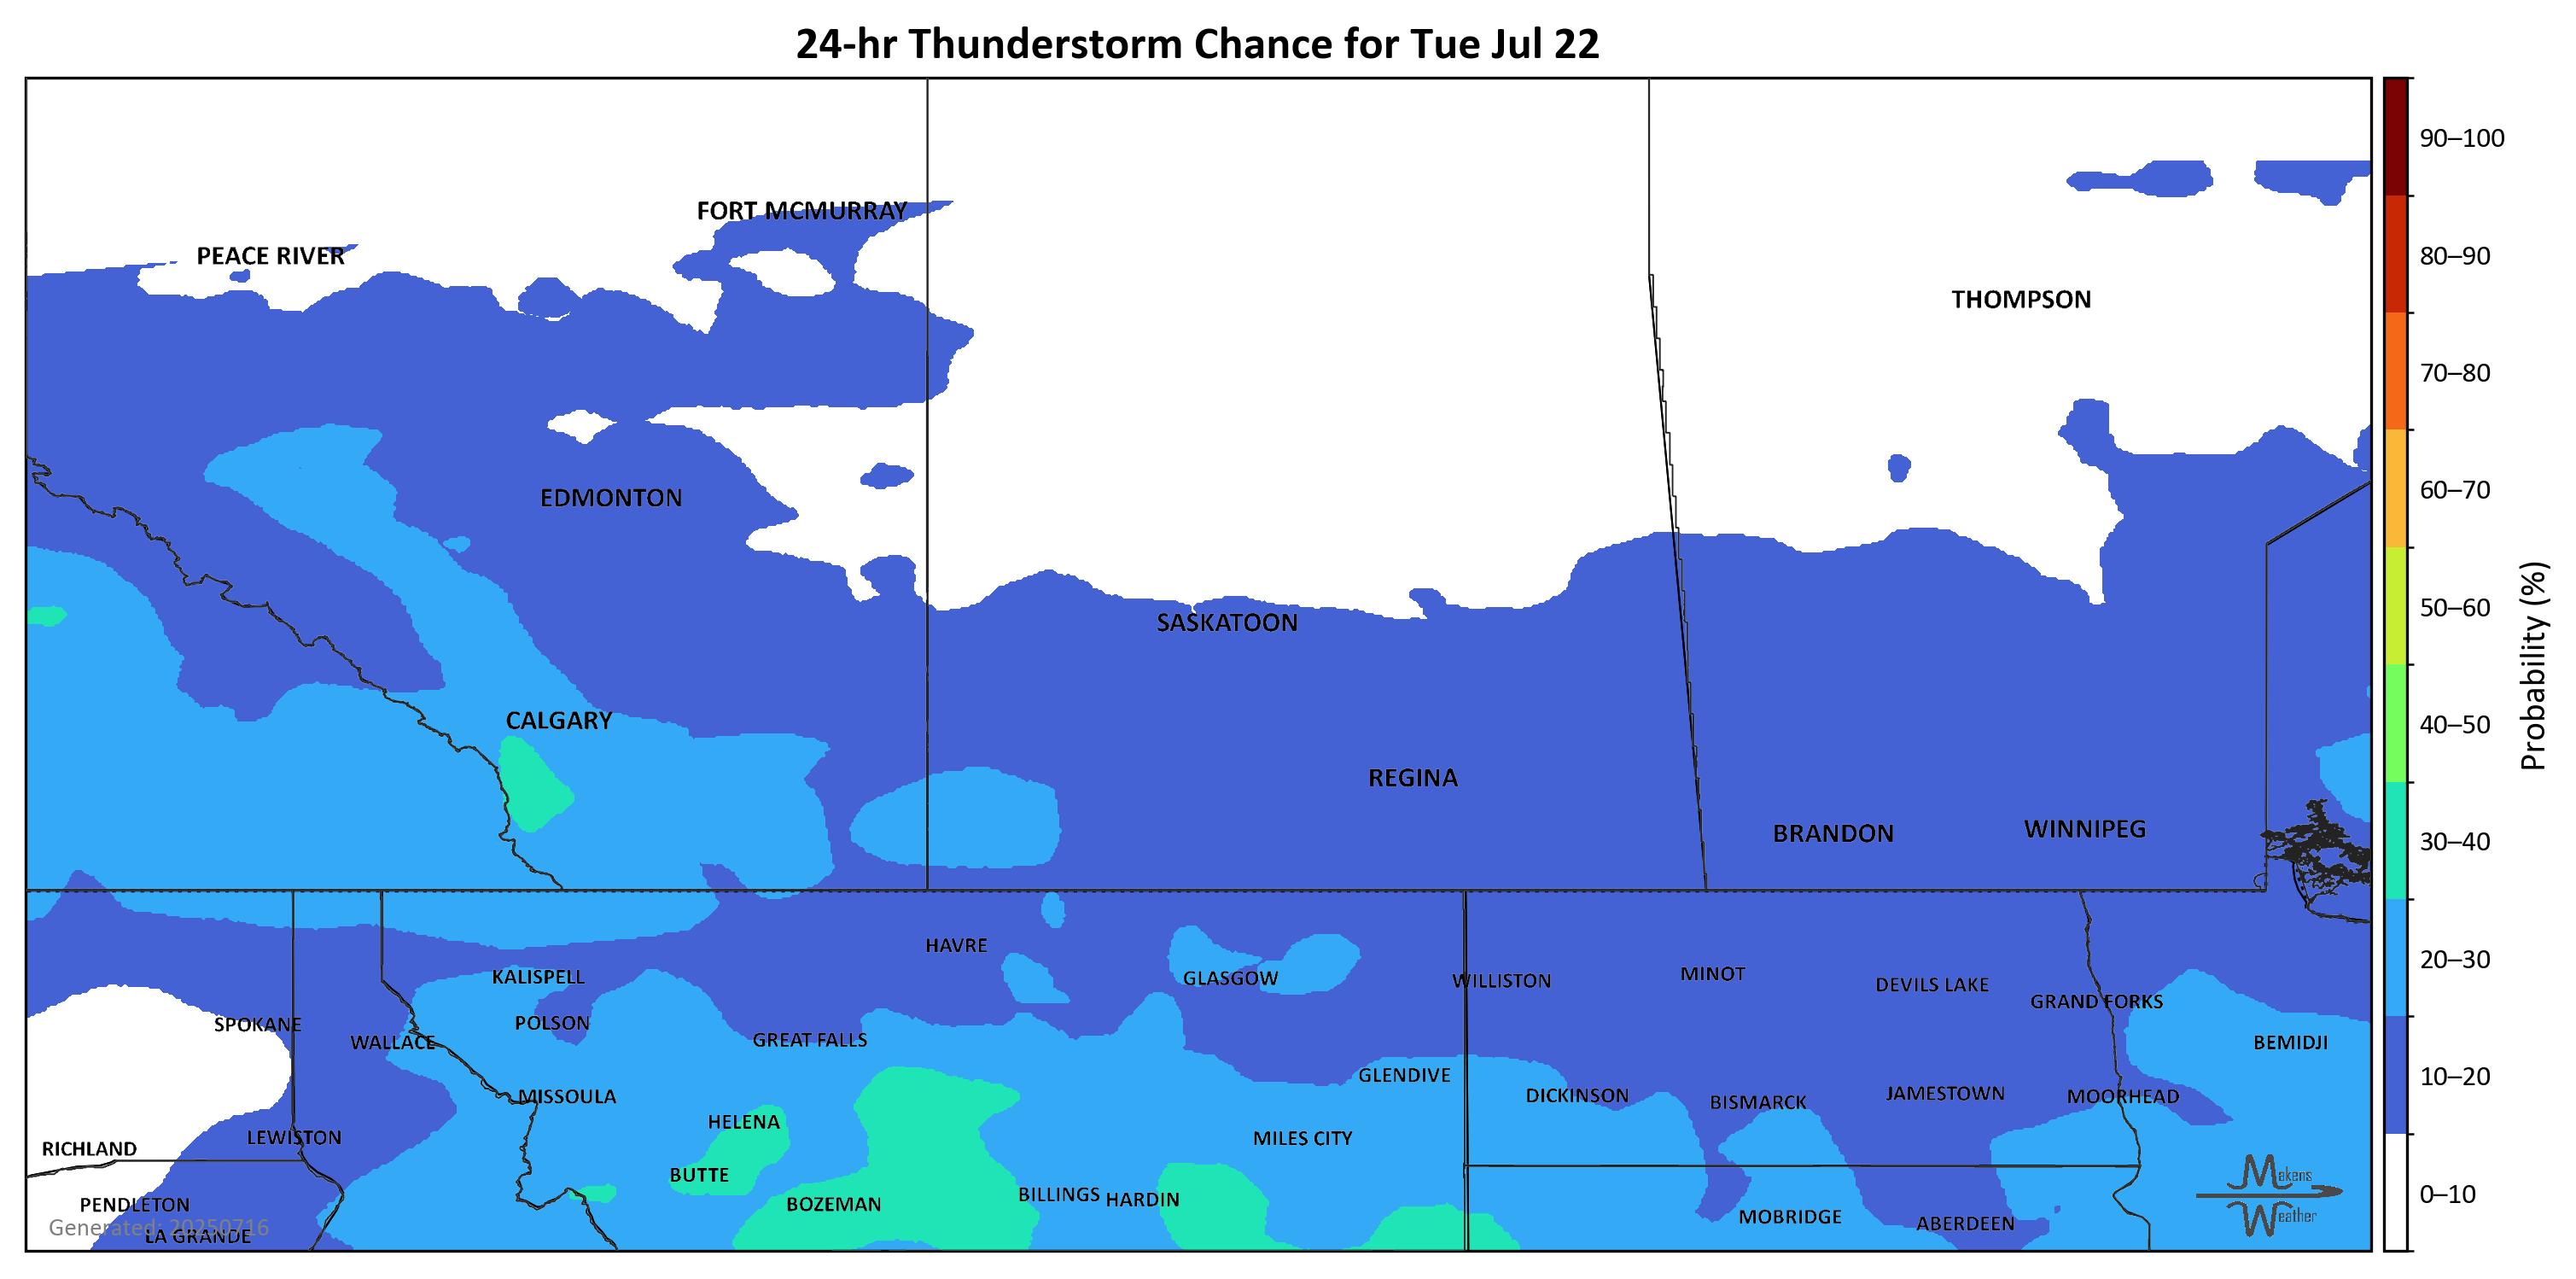 24-hr Thunderstorm Chance for Tue Jul 22
90–100
FORT MCMURRAY
PEACE RIVER
80–90
THOMPSON
70–80
EDMONTON
60–70
50–60
SASKATOON
Probability (%)
CALGARY
40–50
REGINA
BRANDON
WINNIPEG
30–40
HAVRE
20–30
KALISPELL
GLASGOW
WILLISTON
MINOT
DEVILS LAKE
GRAND FORKS
SPOKANE
POLSON
WALLACE
GREAT FALLS
BEMIDJI
GLENDIVE
10–20
MISSOULA
DICKINSON
BISMARCK
JAMESTOWN
MOORHEAD
HELENA
LEWISTON
MILES CITY
RICHLAND
BUTTE
Makens
0–10
PENDLETON
BOZEMAN
BILLINGS
HARDIN
MOBRIDGE
ABERDEEN
Weather
Generated: 20250716
LA GRANDE